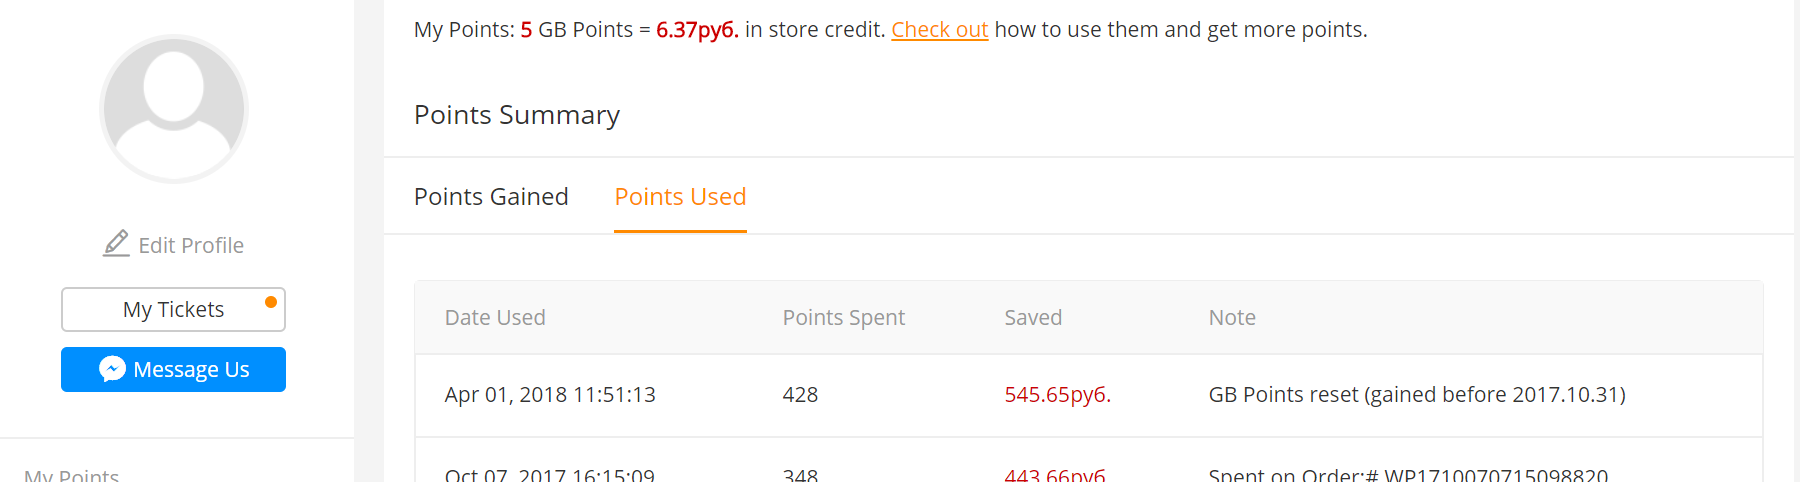 My Points: 5 GB Points = 6.37руб. in store credit. Check out how to use them and get more points.
Points Summary
Points Gained Points Used
Edit Profile
My Tickets
Message Us
My Points
Date Used Points Spent Saved Note
Apr 01, 2018 11:51:13 428 545.65руб. GB Points reset (gained before 2017.10.31)
Oct 07, 2017 16:15:09 348 443.66руб. Spent on Order:# WP1710070715098820